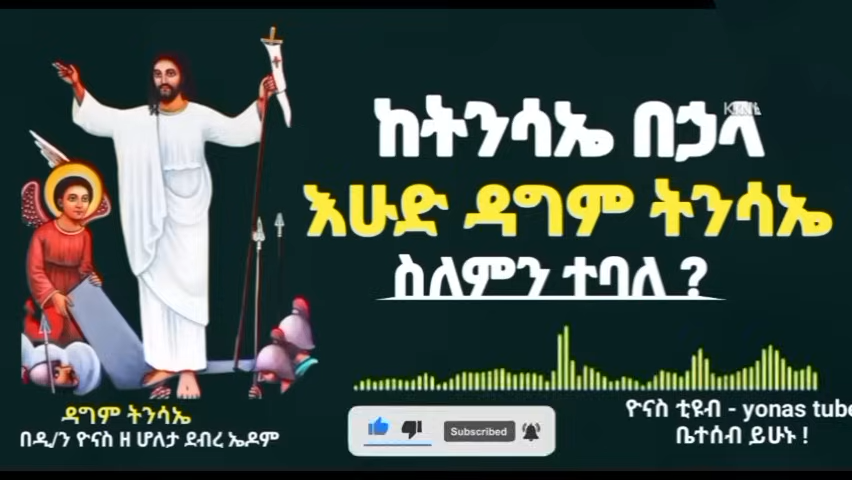 ከትንሳኤ በኃላ
እሁድ ዳግም ትንሳኤ
ስለምን ተባለ ?
ዳግም ትንሳኤ
በዲ/ን ዮናስ ዘ ሆለታ ደብረ ኤዶም
Subscribed
ዮናስ ቲዩብ - yonas tube
ቤተሰብ ይሁኑ !